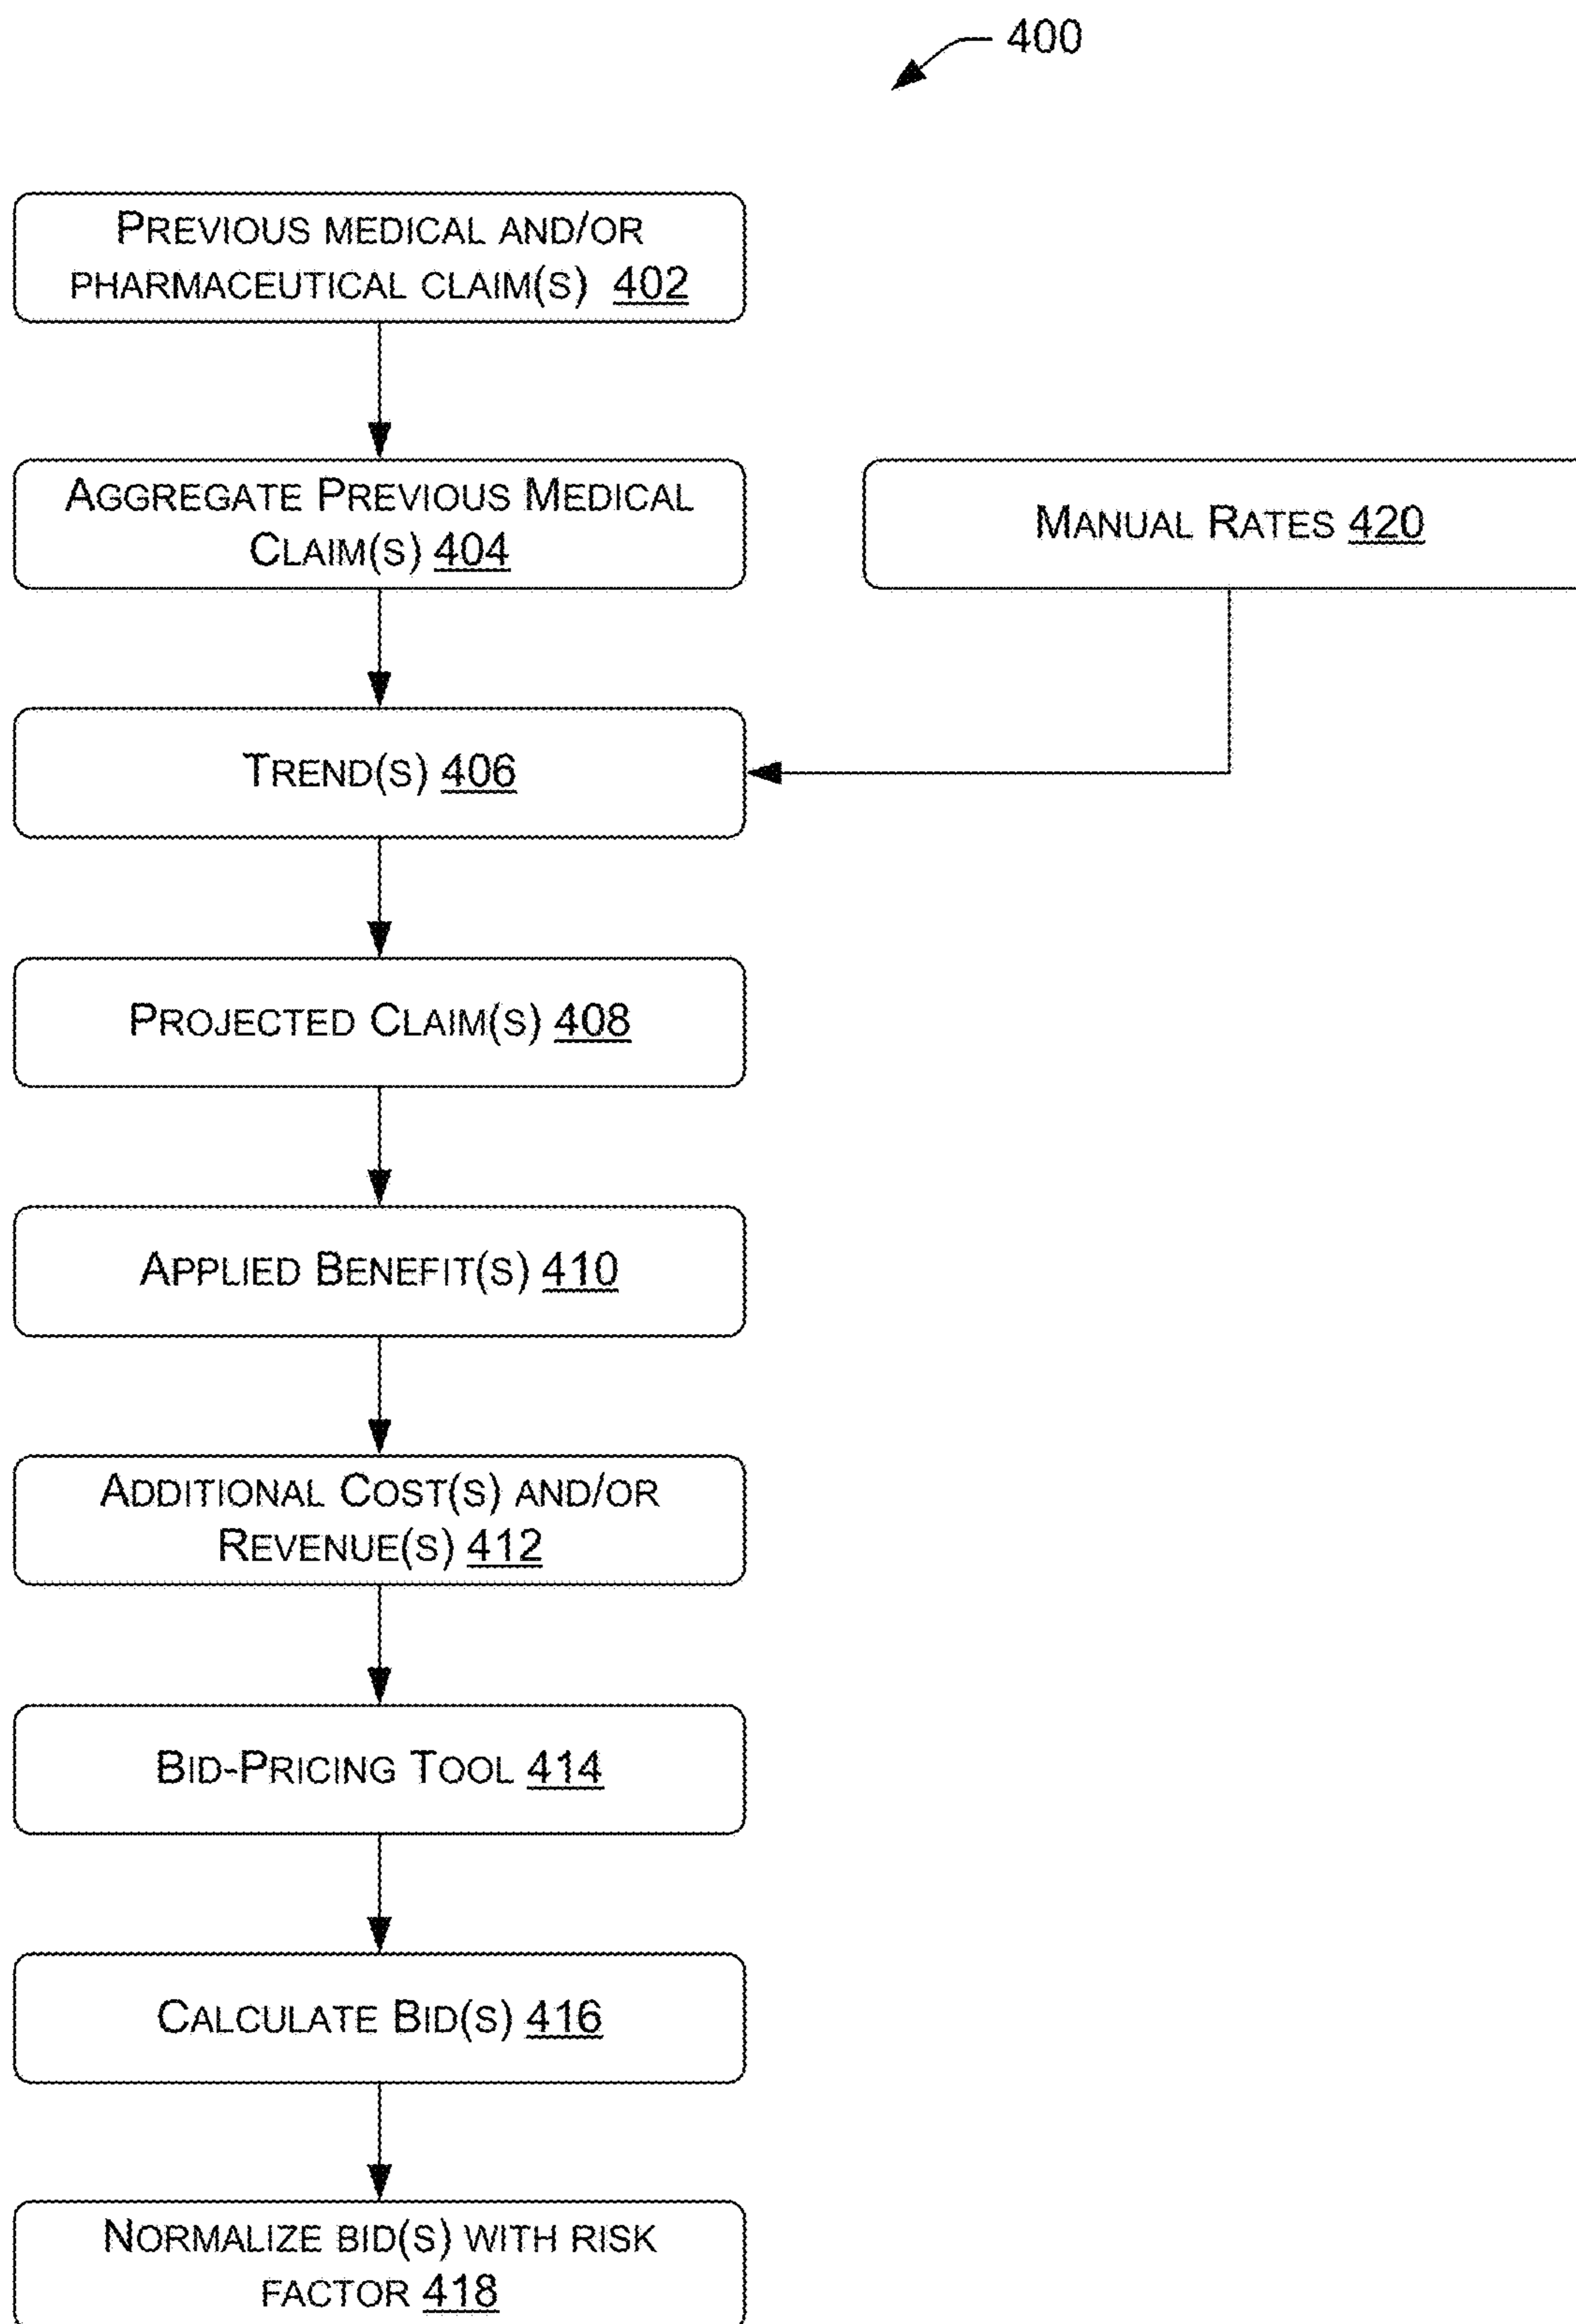 400
PREVIOUS MEDICAL AND/OR
PHARMACEUTICAL CLAIM(S) 402
AGGREGATE PREVIOUS MEDICAL
CLAIM(S) 404
MANUAL RATES 420
TREND(S) 406
PROJECTED CLAIM(S) 408
APPLIED BENEFIT(S) 410
ADDITIONAL COST(S) AND/OR
REVENUE(S) 412
BID-PRICING TOOL 414
CALCULATE BID(S) 416
NORMALIZE BID(S) WITH RISK
FACTOR 418